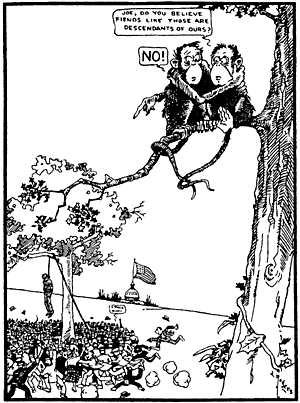 JOE, DO YOU BELIEVE
FIENDS LIKE THOSE ARE
DESCENDANTS OF OURS?
NO!